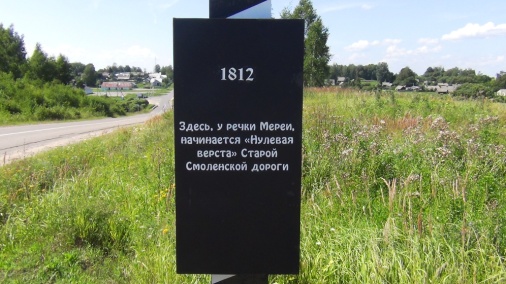 1812
Здесь, у речки Мереи,
начинается «Нулевая
верста» Старой
Смоленской дороги